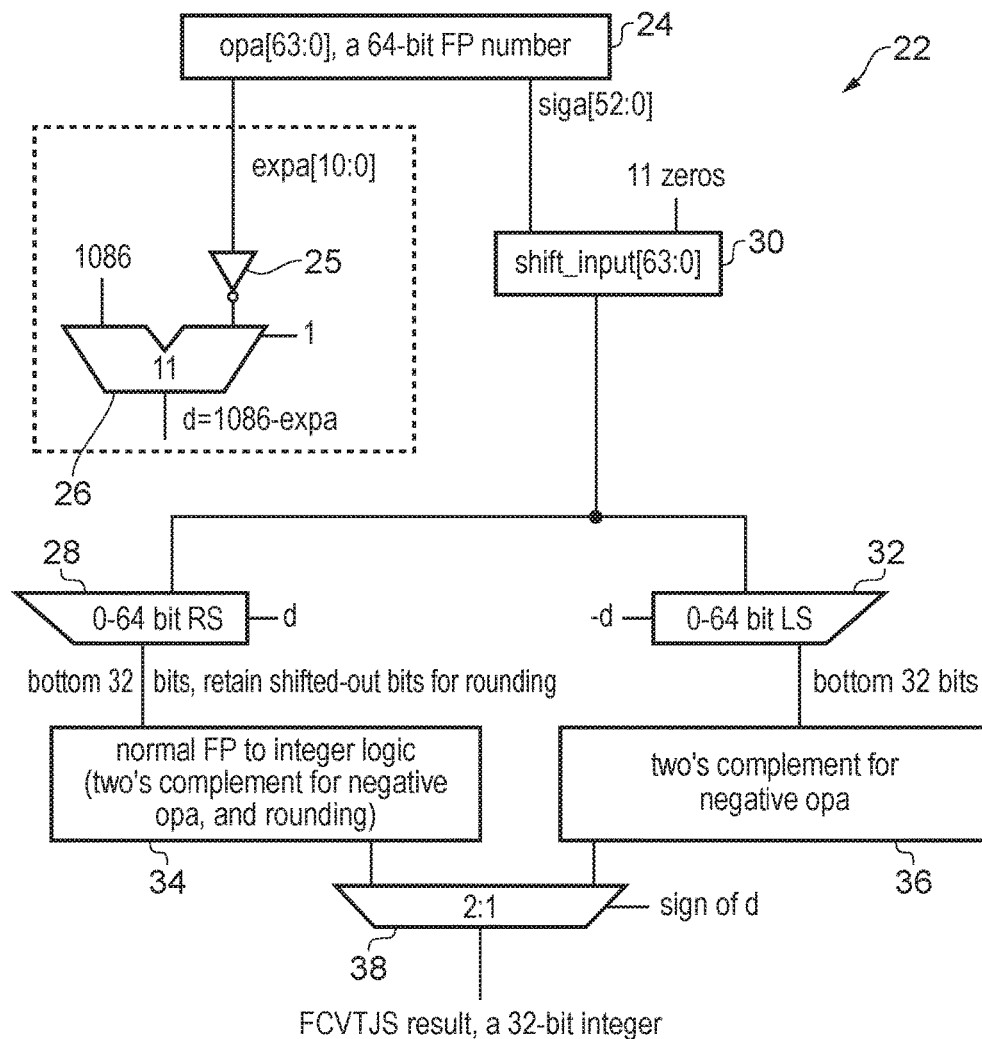 opa[63:0], a 64-bit FP number
24
22
siga[52:0]
expa[10:0]
11 zeros
1086
25
shift_input[63:0]
30
1
11
d=1086-expa
26
28
32
0-64 bit RS
d
-d
0-64 bit LS
bottom 32 bits, retain shifted-out bits for rounding
bottom 32 bits
normal FP to integer logic
(two's complement for negative
opa, and rounding)
two's complement for
negative opa
34
36
2:1
sign of d
38
FCVTJS result, a 32-bit integer